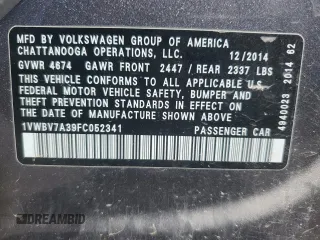 MFD BY VOLKSWAGEN GROUP OF AMERICA
CHATTANOOGA OPERATIONS, LLC. 12/2014
GVWR 4674 GAWR FRONT 2447 / REAR 2337 LBS
THIS VEHICLE CONFORMS TO ALL APPLICABLE U.S.
FEDERAL MOTOR VEHICLE SAFETY, BUMPER AND
THEFT PREVENTION STANDARDS IN EFFECT ON
THE DATE OF MANUFACTURE SHOWN ABOVE.
1VWBV7A39FC052341 PASSENGER CAR
1940023 2014 62
DREAMBID